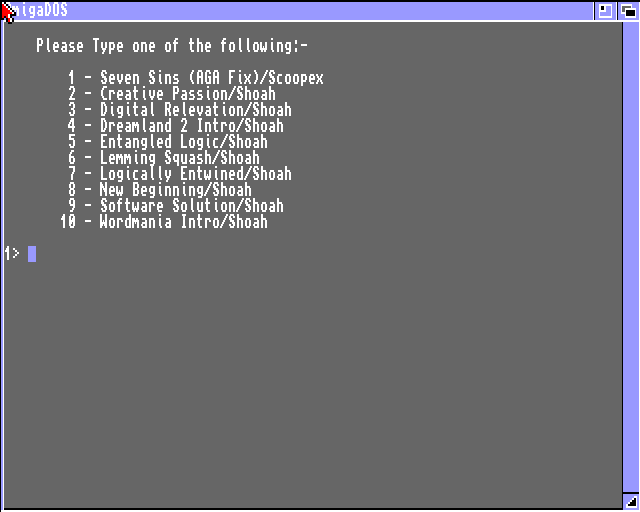 AmigaDOS
Please Type one of the following:-
1 - Seven Sins (AGA Fix)/Scoopex
2 - Creative Passion/Shoah
3 - Digital Relevation/Shoah
4 - Dreamland 2 Intro/Shoah
5 - Entangled Logic/Shoah
6 - Lemming Squash/Shoah
7 - Logically Entwined/Shoah
8 - New Beginning/Shoah
9 - Software Solution/Shoah
10 - Wordmania Intro/Shoah
1>